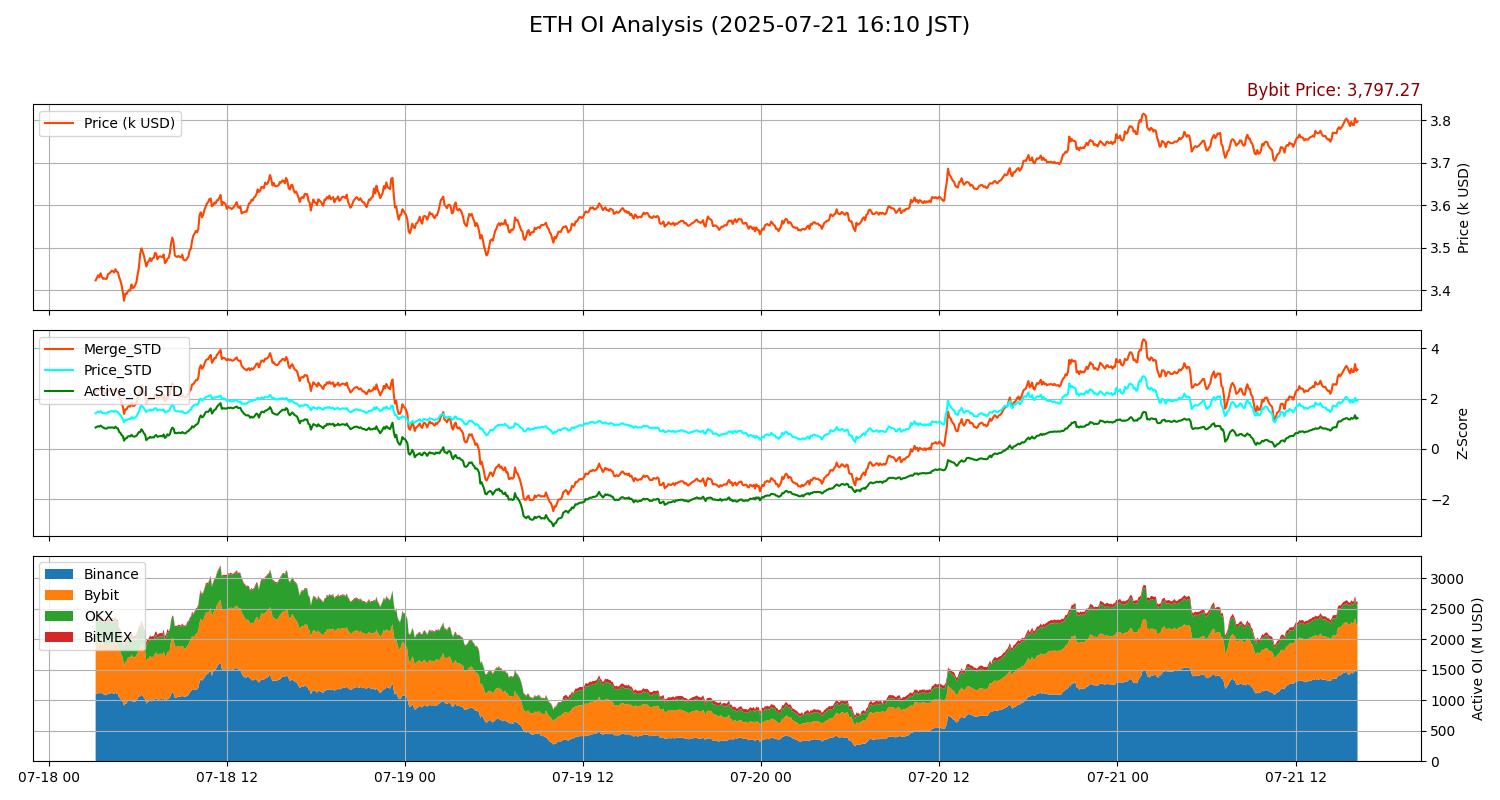 ETH OI Analysis (2025-07-21 16:10 JST)
Bybit Price: 3,797.27
Price (k USD)
3.8
3.7
3.6
3.5
3.4
Price (k USD)
Merge_STD
Price_STD
Active_OI_STD
4
2
0
−2
Z-Score
Binance
Bybit
OKX
BitMEX
3000
2500
2000
1500
1000
500
0
Active OI (M USD)
07-18 00
07-18 12
07-19 00
07-19 12
07-20 00
07-20 12
07-21 00
07-21 12